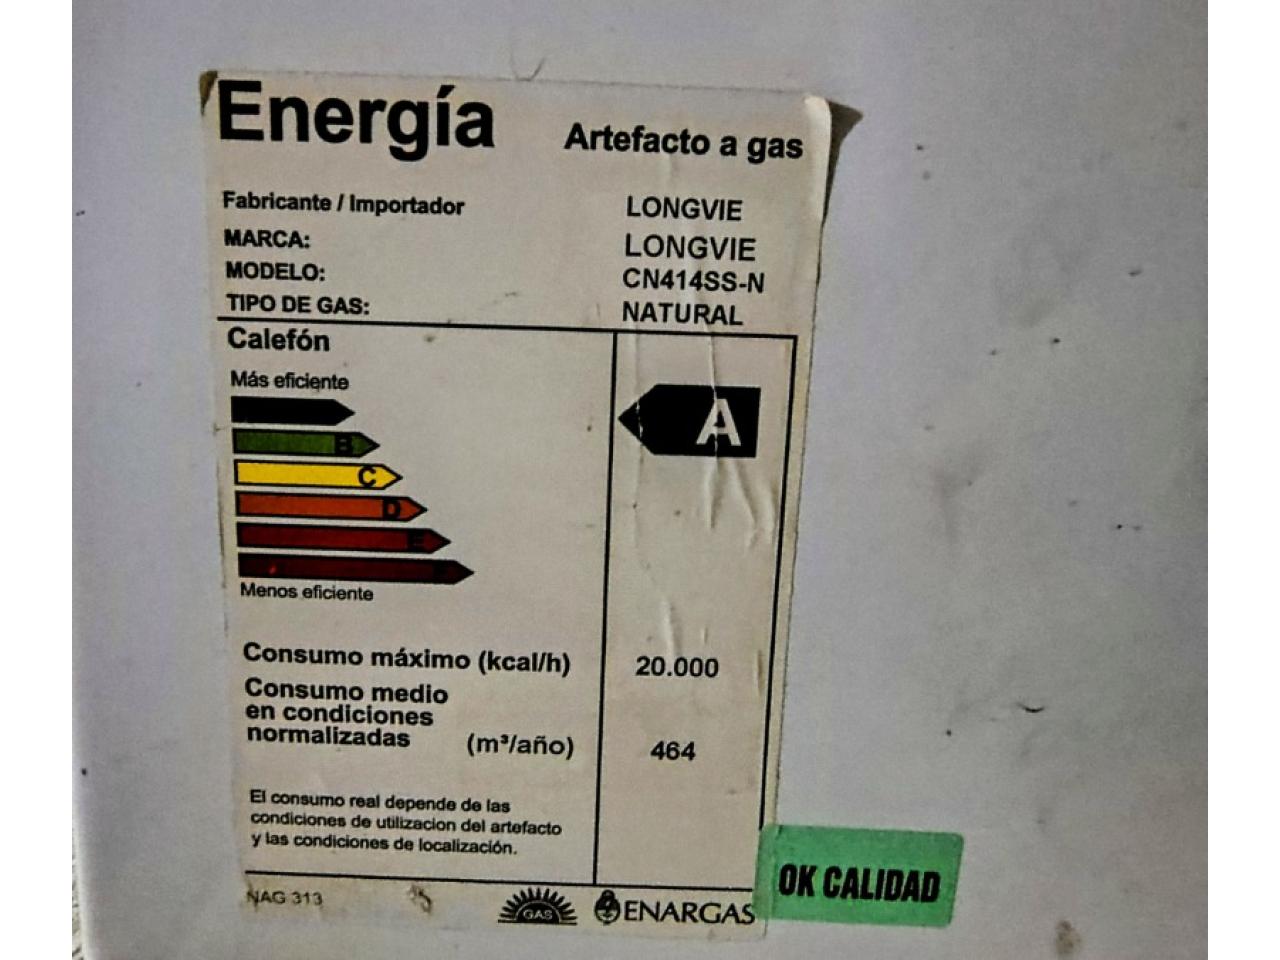 Energía
Artefacto a gas
Fabricante / Importador LONGVIE
MARCA: LONGVIE
MODELO: CN414SS-N
TIPO DE GAS: NATURAL
Calefón
Más eficiente
A
B
C
D
E
Menos eficiente
Consumo máximo (kcal/h) 20.000
Consumo medio
en condiciones
normalizadas (m³/año) 464
El consumo real depende de las
condiciones de utilizacion del artefacto
y las condiciones de localización.
NAG 313
GAS
ENARGAS
OK CALIDAD